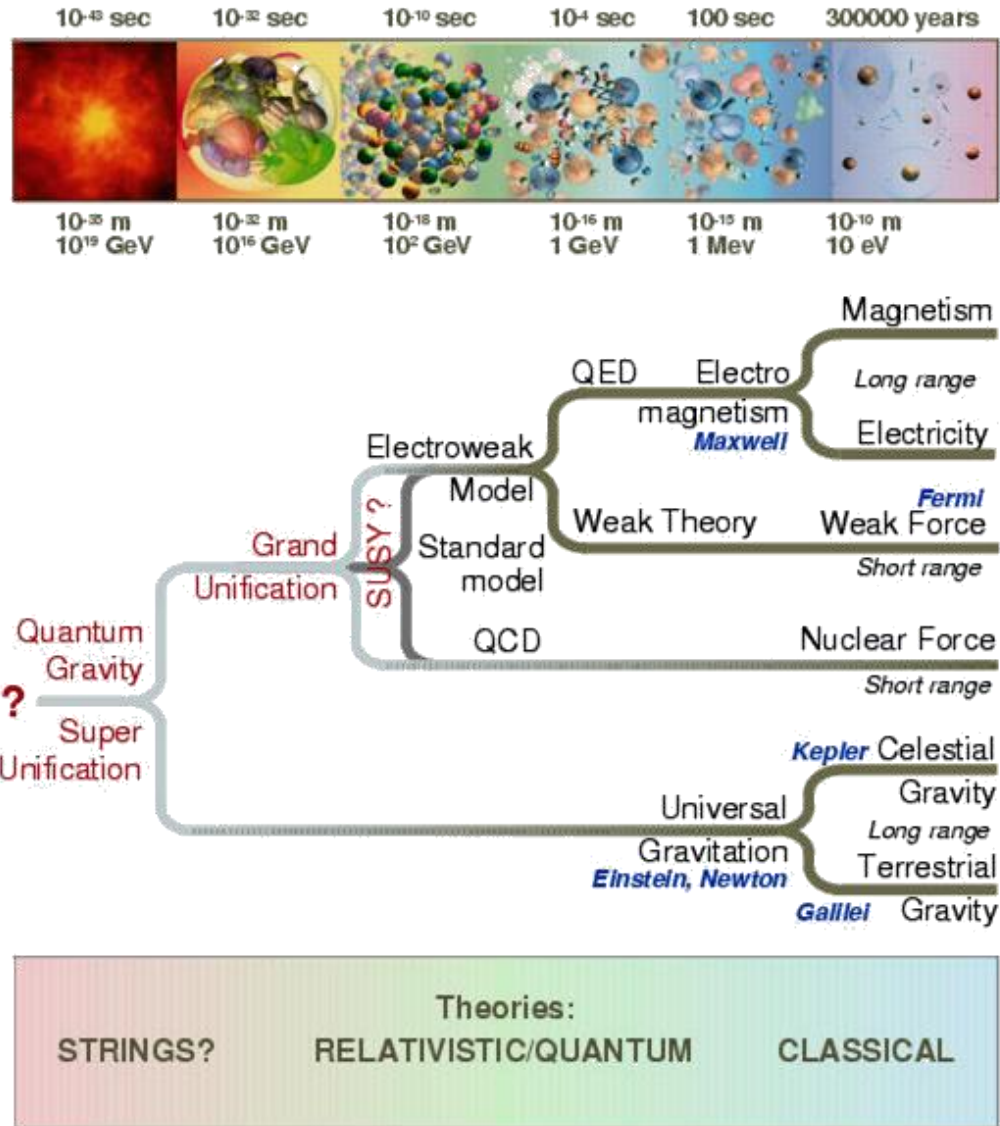 10⁻⁴³ sec 10⁻³² sec 10⁻¹⁰ sec 10⁻⁴ sec 100 sec 300000 years
10⁻³⁵ m 10⁻³² m 10⁻¹⁸ m 10⁻¹⁶ m 10⁻¹⁵ m 10⁻¹⁰ m
10¹⁹ GeV 10¹⁶ GeV 10² GeV 1 GeV 1 Mev 10 eV
Magnetism
Long range
QED Electro
magnetism
Maxwell
Electricity
Electroweak
Model
Fermi
Weak Theory Weak Force
Short range
SUSY ?
Standard
model
Grand
Unification
QCD
Nuclear Force
Short range
Quantum
Gravity
?
Super
Unification
Kepler Celestial
Gravity
Long range
Universal
Gravitation
Einstein, Newton
Terrestrial
Galilei Gravity
Theories:
STRINGS? RELATIVISTIC/QUANTUM CLASSICAL